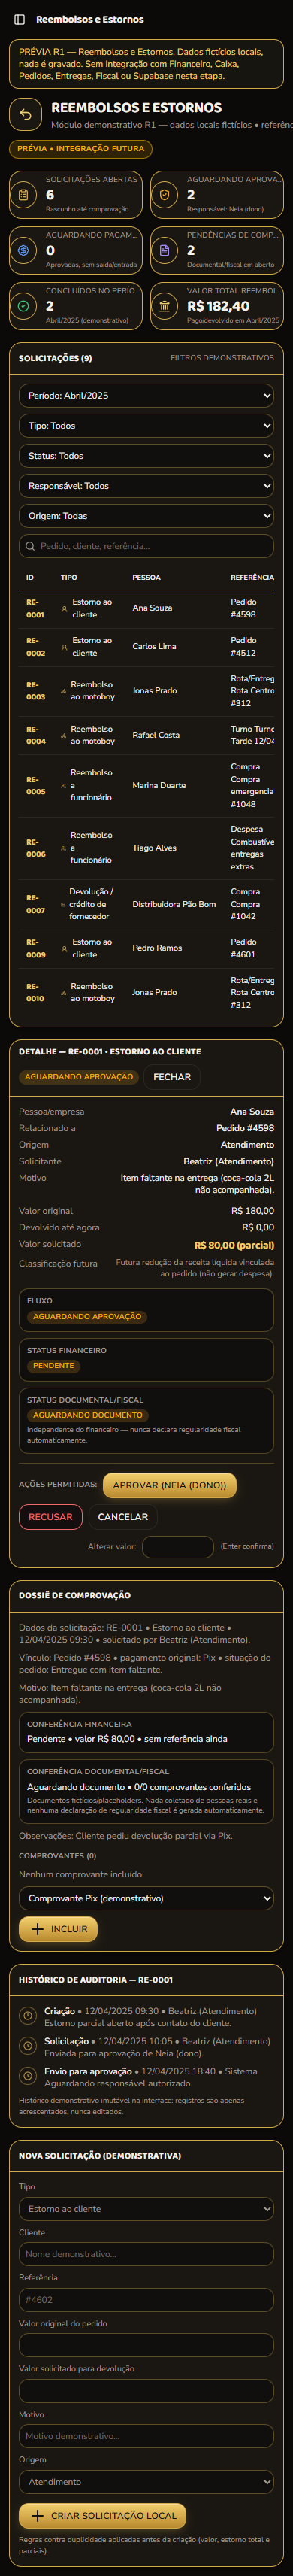 Reembolsos e Estornos
PRÉVIA R1 — Reembolsos e Estornos. Dados fictícios locais,
nada é gravado. Sem integração com Financeiro, Caixa,
Pedidos, Entregas, Fiscal ou Supabase nesta etapa.
REEMBOLSOS E ESTORNOS
Módulo demonstrativo R1 — dados locais fictícios • referênc
PRÉVIA • INTEGRAÇÃO FUTURA
SOLICITAÇÕES ABERTAS
6
Rascunho até comprovação
AGUARDANDO APROVA...
2
Responsável: Neia (dono)
AGUARDANDO PAGAM...
0
Aprovadas, sem saída/entrada
PENDÊNCIAS DE COMP...
2
Documental/fiscal em aberto
CONCLUÍDOS NO PERÍO...
2
Abril/2025 (demonstrativo)
VALOR TOTAL REEMBOL...
R$ 182,40
Pago/devolvido em Abril/2025
SOLICITAÇÕES (9)
FILTROS DEMONSTRATIVOS
Período: Abril/2025
Tipo: Todos
Status: Todos
Responsável: Todos
Origem: Todas
Pedido, cliente, referência...
ID TIPO PESSOA REFERÊNCIA
RE-0001 Estorno ao cliente Ana Souza Pedido #4598
RE-0002 Estorno ao cliente Carlos Lima Pedido #4512
RE-0003 Reembolso ao motoboy Jonas Prado Rota/Entreg Rota Centro #312
RE-0004 Reembolso ao motoboy Rafael Costa Turno Turno Tarde 12/04
RE-0005 Reembolso a funcionário Marina Duarte Compra Compra emergencia #1048
RE-0006 Reembolso a funcionário Tiago Alves Despesa Combustíve entregas extras
RE-0007 Devolução / crédito de fornecedor Distribuidora Pão Bom Compra Compra #1042
RE-0009 Estorno ao cliente Pedro Ramos Pedido #4601
RE-0010 Reembolso ao motoboy Jonas Prado Rota/Entreg Rota Centro #312
DETALHE — RE-0001 • ESTORNO AO CLIENTE
AGUARDANDO APROVAÇÃO
FECHAR
Pessoa/empresa Ana Souza
Relacionado a Pedido #4598
Origem Atendimento
Solicitante Beatriz (Atendimento)
Motivo Item faltante na entrega (coca-cola 2L
não acompanhada).
Valor original R$ 180,00
Devolvido até agora R$ 0,00
Valor solicitado R$ 80,00 (parcial)
Classificação futura Futura redução da receita líquida vinculada
ao pedido (não gerar despesa).
FLUXO
AGUARDANDO APROVAÇÃO
STATUS FINANCEIRO
PENDENTE
STATUS DOCUMENTAL/FISCAL
AGUARDANDO DOCUMENTO
Independente do financeiro — nunca declara regularidade fiscal
automaticamente.
AÇÕES PERMITIDAS:
APROVAR (NEIA (DONO))
RECUSAR
CANCELAR
Alterar valor: (Enter confirma)
DOSSIÊ DE COMPROVAÇÃO
Dados da solicitação: RE-0001 • Estorno ao cliente •
12/04/2025 09:30 • solicitado por Beatriz (Atendimento).
Vínculo: Pedido #4598 • pagamento original: Pix • situação do
pedido: Entregue com item faltante.
Motivo: Item faltante na entrega (coca-cola 2L não
acompanhada).
CONFERÊNCIA FINANCEIRA
Pendente • valor R$ 80,00 • sem referência ainda
CONFERÊNCIA DOCUMENTAL/FISCAL
Aguardando documento • 0/0 comprovantes conferidos
Documentos fictícios/placeholders. Nada coletado de pessoas reais e
nenhuma declaração de regularidade fiscal é gerada automaticamente.
Observações: Cliente pediu devolução parcial via Pix.
COMPROVANTES (0)
Nenhum comprovante incluído.
Comprovante Pix (demonstrativo)
INCLUIR
HISTÓRICO DE AUDITORIA — RE-0001
Criação • 12/04/2025 09:30 • Beatriz (Atendimento)
Estorno parcial aberto após contato do cliente.
Solicitação • 12/04/2025 10:05 • Beatriz (Atendimento)
Enviada para aprovação de Neia (dono).
Envio para aprovação • 12/04/2025 18:40 • Sistema
Aguardando responsável autorizado.
Histórico demonstrativo imutável na interface: registros são apenas
acrescentados, nunca editados.
NOVA SOLICITAÇÃO (DEMONSTRATIVA)
Tipo
Estorno ao cliente
Cliente
Nome demonstrativo...
Referência
#4602
Valor original do pedido
Valor solicitado para devolução
Motivo
Motivo demonstrativo...
Origem
Atendimento
CRIAR SOLICITAÇÃO LOCAL
Regras contra duplicidade aplicadas antes da criação (valor, estorno total e
parciais).